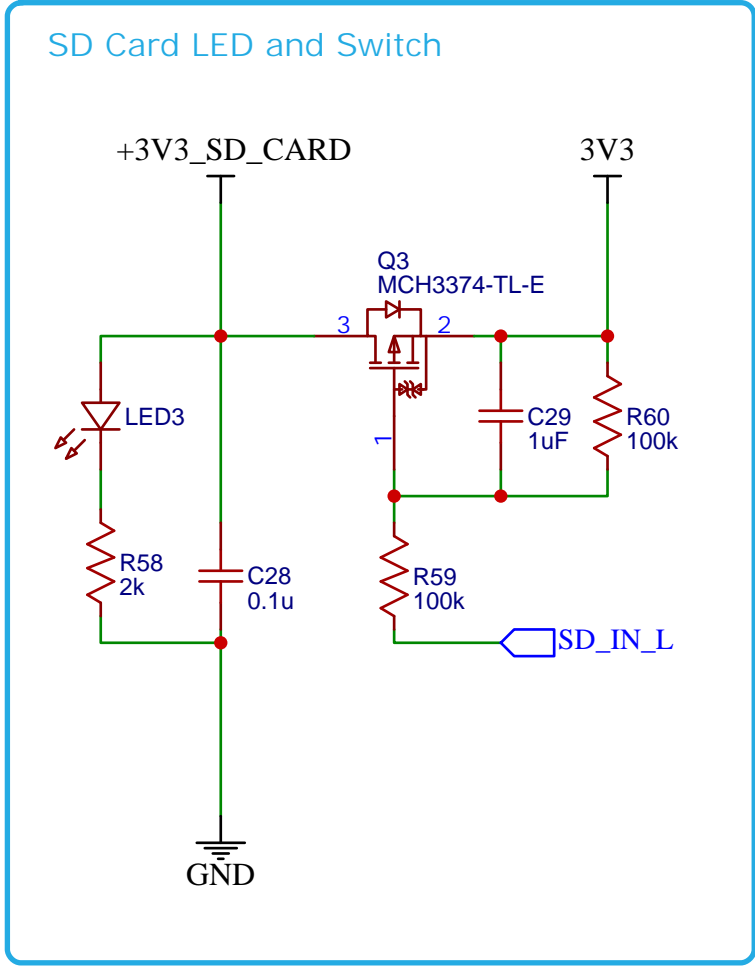 SD Card LED and Switch
+3V3_SD_CARD
3V3
Q3
MCH3374-TL-E
3
2
1
LED3
C29
1uF
R60
100k
R58
2k
C28
0.1u
R59
100k
SD_IN_L
GND